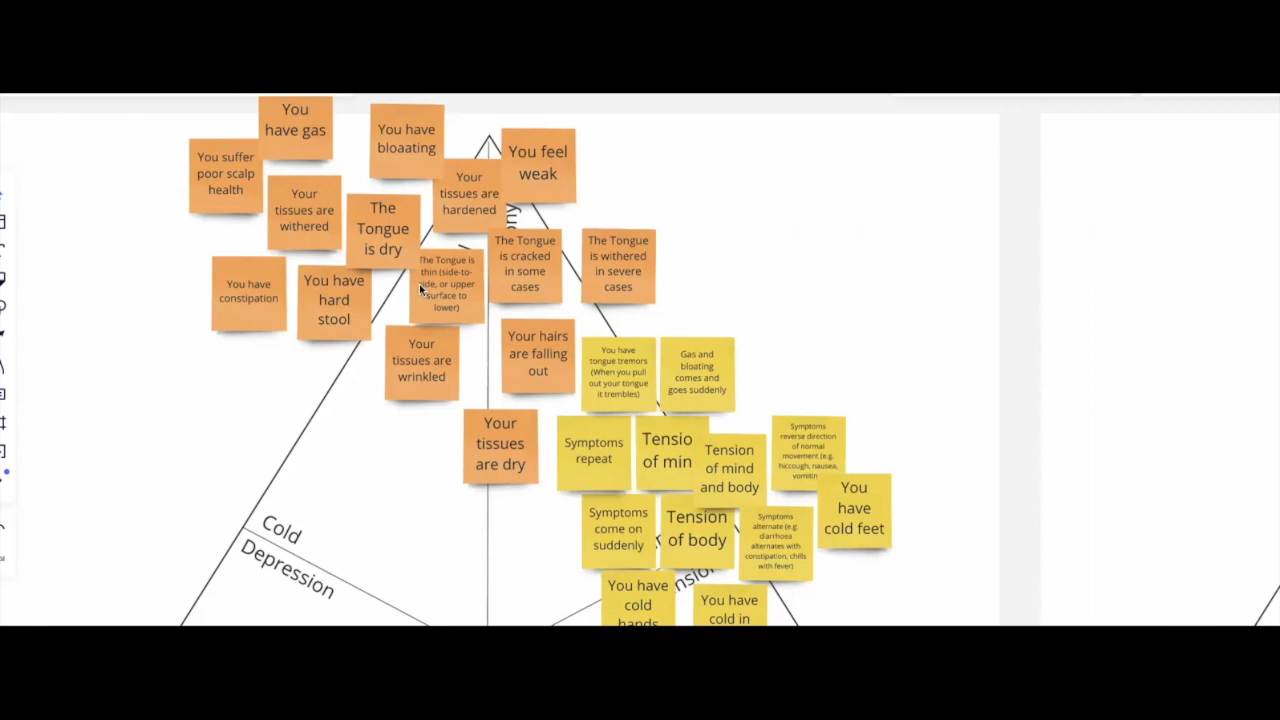 You
have gas
You have
bloaating
You feel
weak
You suffer
poor scalp
health
Your
tissues are
withered
The
Tongue
is dry
Your
tissues are
hardened
The Tongue
is cracked
in some
cases
The Tongue
is withered
in severe
cases
You have
constipation
You have
hard
stool
The Tongue is
thin (side-to-
side, or upper
surface to
lower)
Your
tissues are
wrinkled
Your hairs
are falling
out
You have
tongue tremors
(When you pull
out your tongue
it trembles)
Gas and
bloating
comes and
goes suddenly
Your
tissues
are dry
Symptoms
repeat
Tensio
of min
Tension
of mind
and body
Symptoms
reverse direction
of normal
movement (e.g.
hiccough, nausea,
You
have
cold feet
Symptoms
come on
suddenly
Tension
of body
Symptoms
alternate (e.g.
diarrhoea
alternates with
constipation, chills
with fever)
Cold
Depression
You have
cold
hands
You have
cold in